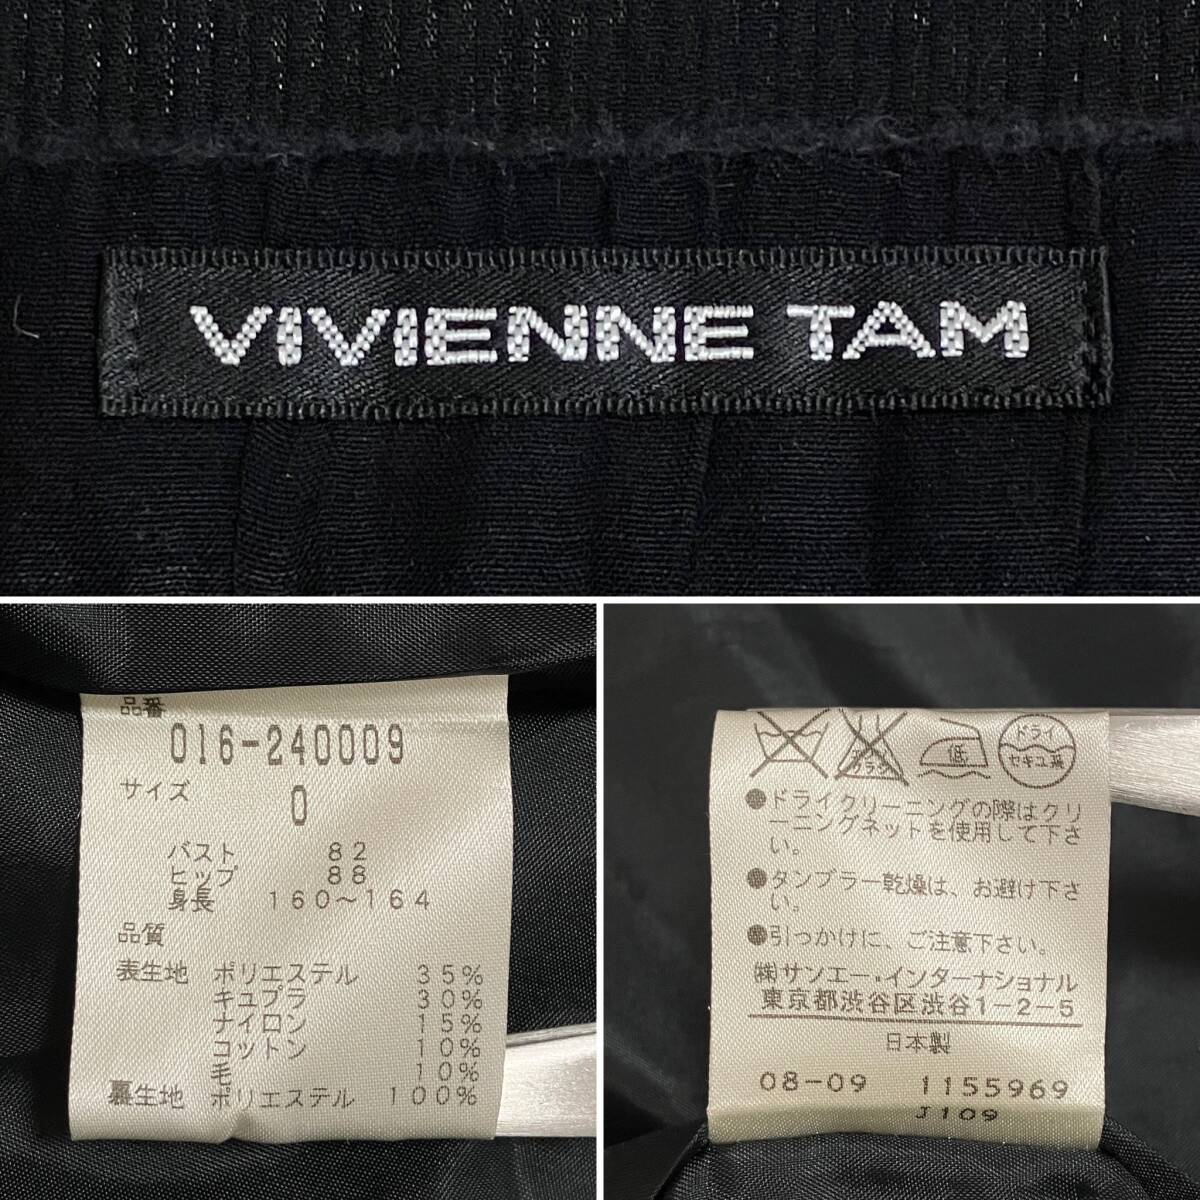 VIVIENNE TAM
品番
016-240009
サイズ
0
バスト 82
ヒップ 88
身長 160～164
品質
表生地 ポリエステル 35%
キュプラ 30%
ナイロン 15%
コットン 10%
毛 10%
裏生地 ポリエステル 100%
低
ドライ
セキユ系
●ドライクリーニングの際はクリ
ーニングネットを使用して下さ
い。
●タンブラー乾燥は、お避け下さ
い。
●引っかけに、ご注意下さい。
㈱サンエー・インターナショナル
東京都渋谷区渋谷1-2-5
日本製
08-09 1155969
J109